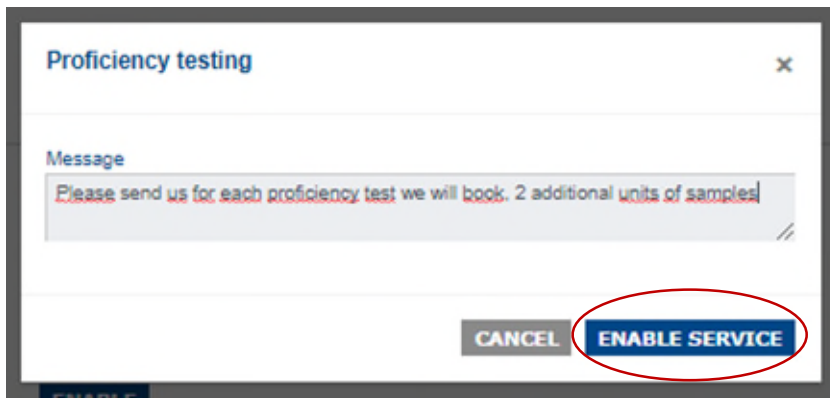 Proficiency testing
×
Message
Please send us for each proficiency test we will book, 2 additional units of samples
CANCEL
ENABLE SERVICE
ENABLE